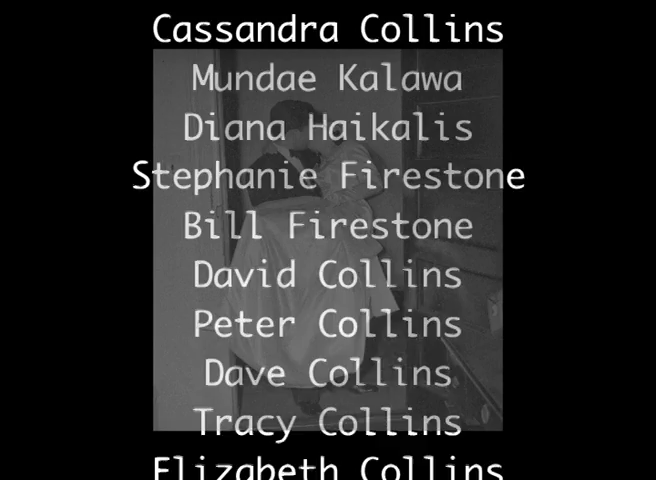 Cassandra Collins
Mundae Kalawa
Diana Haikalis
Stephanie Firestone
Bill Firestone
David Collins
Peter Collins
Dave Collins
Tracy Collins
Elizabeth Collins